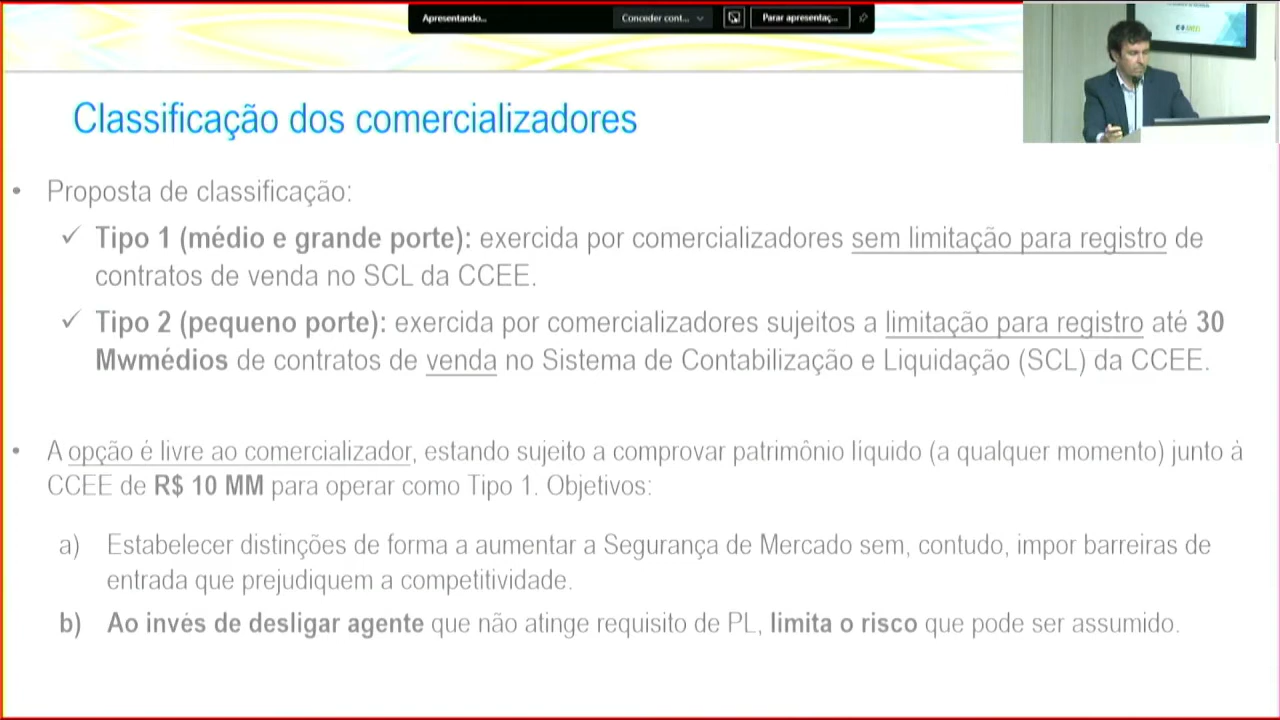 Apresentando...
Conceder cont...
Parar apresentaç...
Classificação dos comercializadores
• Proposta de classificação:
✓ Tipo 1 (médio e grande porte): exercida por comercializadores sem limitação para registro de
contratos de venda no SCL da CCEE.
✓ Tipo 2 (pequeno porte): exercida por comercializadores sujeitos a limitação para registro até 30
Mwmédios de contratos de venda no Sistema de Contabilização e Liquidação (SCL) da CCEE.
• A opção é livre ao comercializador, estando sujeito a comprovar patrimônio líquido (a qualquer momento) junto à
CCEE de R$ 10 MM para operar como Tipo 1. Objetivos:
a) Estabelecer distinções de forma a aumentar a Segurança de Mercado sem, contudo, impor barreiras de
entrada que prejudiquem a competitividade.
b) Ao invés de desligar agente que não atinge requisito de PL, limita o risco que pode ser assumido.